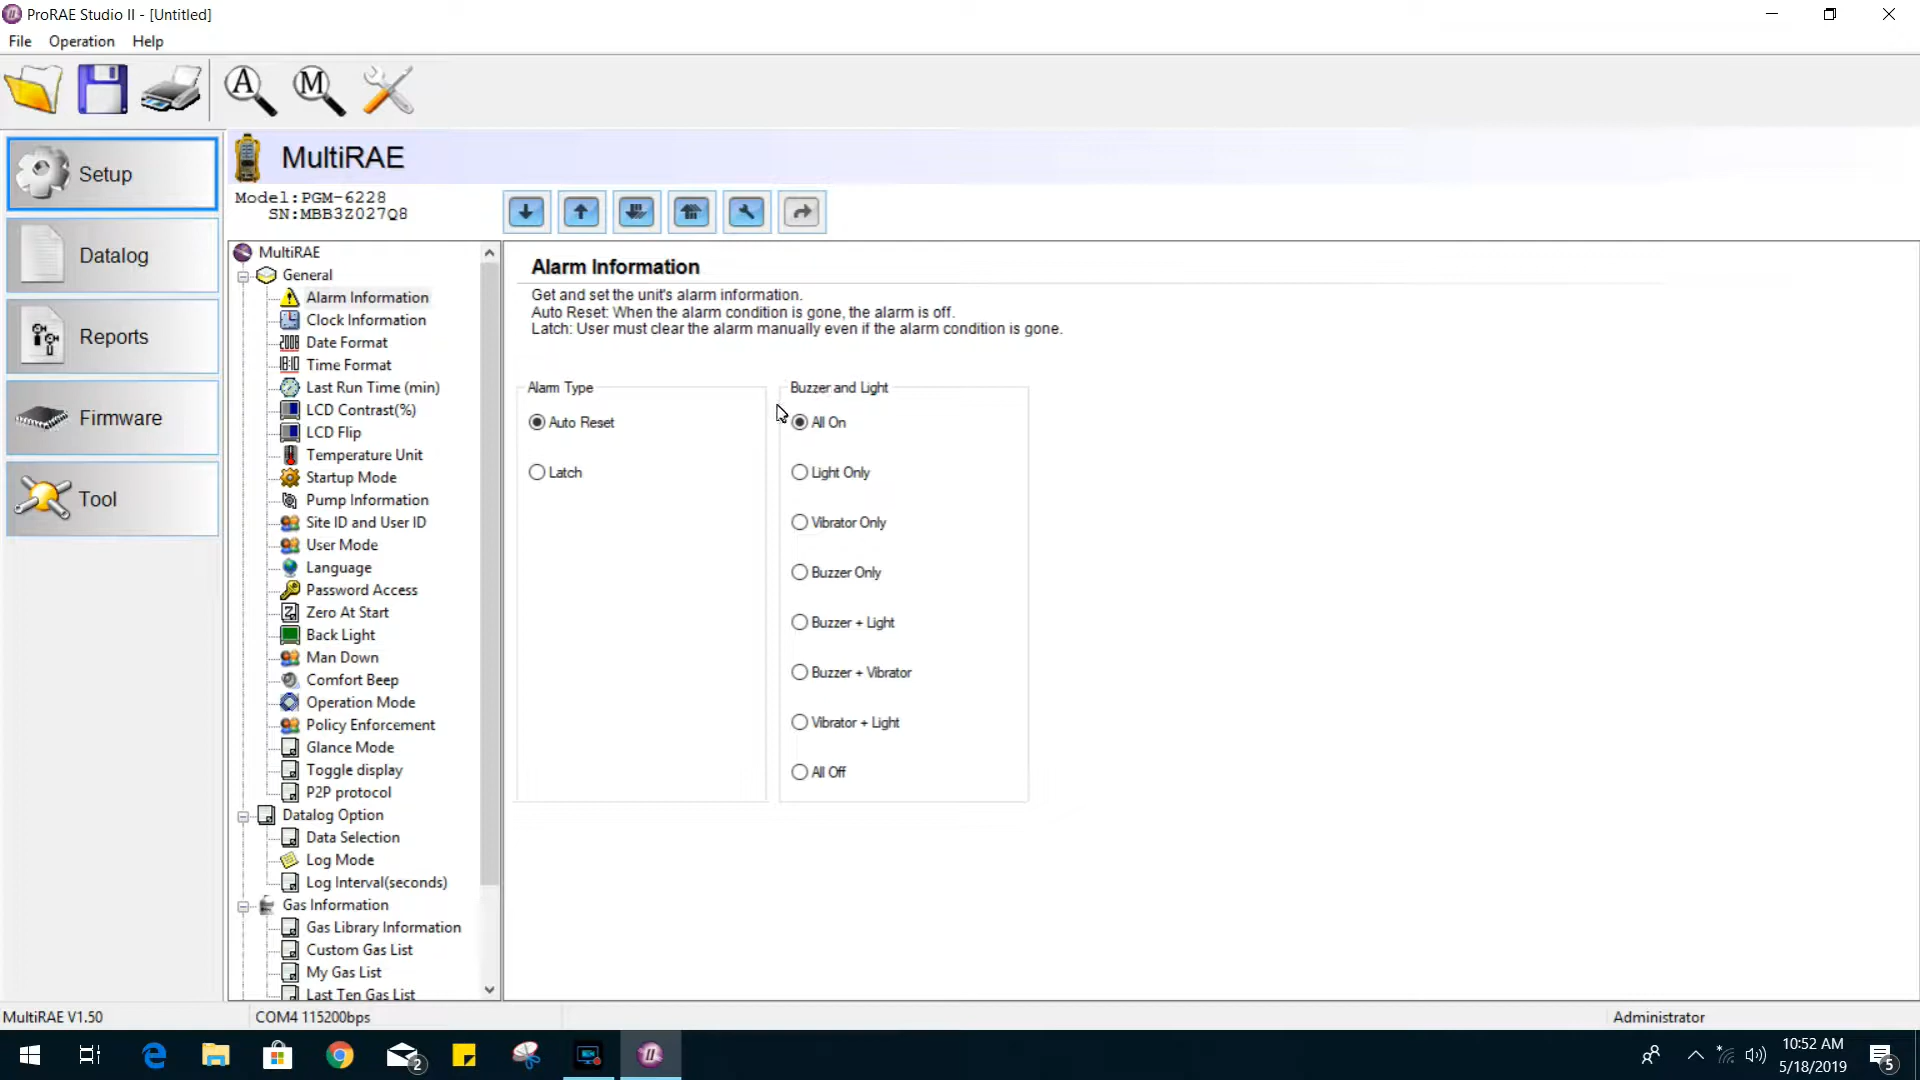 ProRAE Studio II - [Untitled]
File Operation Help
A M
Setup
Datalog
Reports
Firmware
Tool
MultiRAE
Model:PGM-6228
SN:MBB3Z027Q8
MultiRAE
General
Alarm Information
Clock Information
Date Format
Time Format
Last Run Time (min)
LCD Contrast(%)
LCD Flip
Temperature Unit
Startup Mode
Pump Information
Site ID and User ID
User Mode
Language
Password Access
Zero At Start
Back Light
Man Down
Comfort Beep
Operation Mode
Policy Enforcement
Glance Mode
Toggle display
P2P protocol
Datalog Option
Data Selection
Log Mode
Log Interval(seconds)
Gas Information
Gas Library Information
Custom Gas List
My Gas List
Last Ten Gas List
Alarm Information
Get and set the unit's alarm information.
Auto Reset: When the alarm condition is gone, the alarm is off.
Latch: User must clear the alarm manually even if the alarm condition is gone.
Alarm Type
Auto Reset
Latch
Buzzer and Light
All On
Light Only
Vibrator Only
Buzzer Only
Buzzer + Light
Buzzer + Vibrator
Vibrator + Light
All Off
MultiRAE V1.50
COM4 115200bps
Administrator
2
10:52 AM
5/18/2019
5